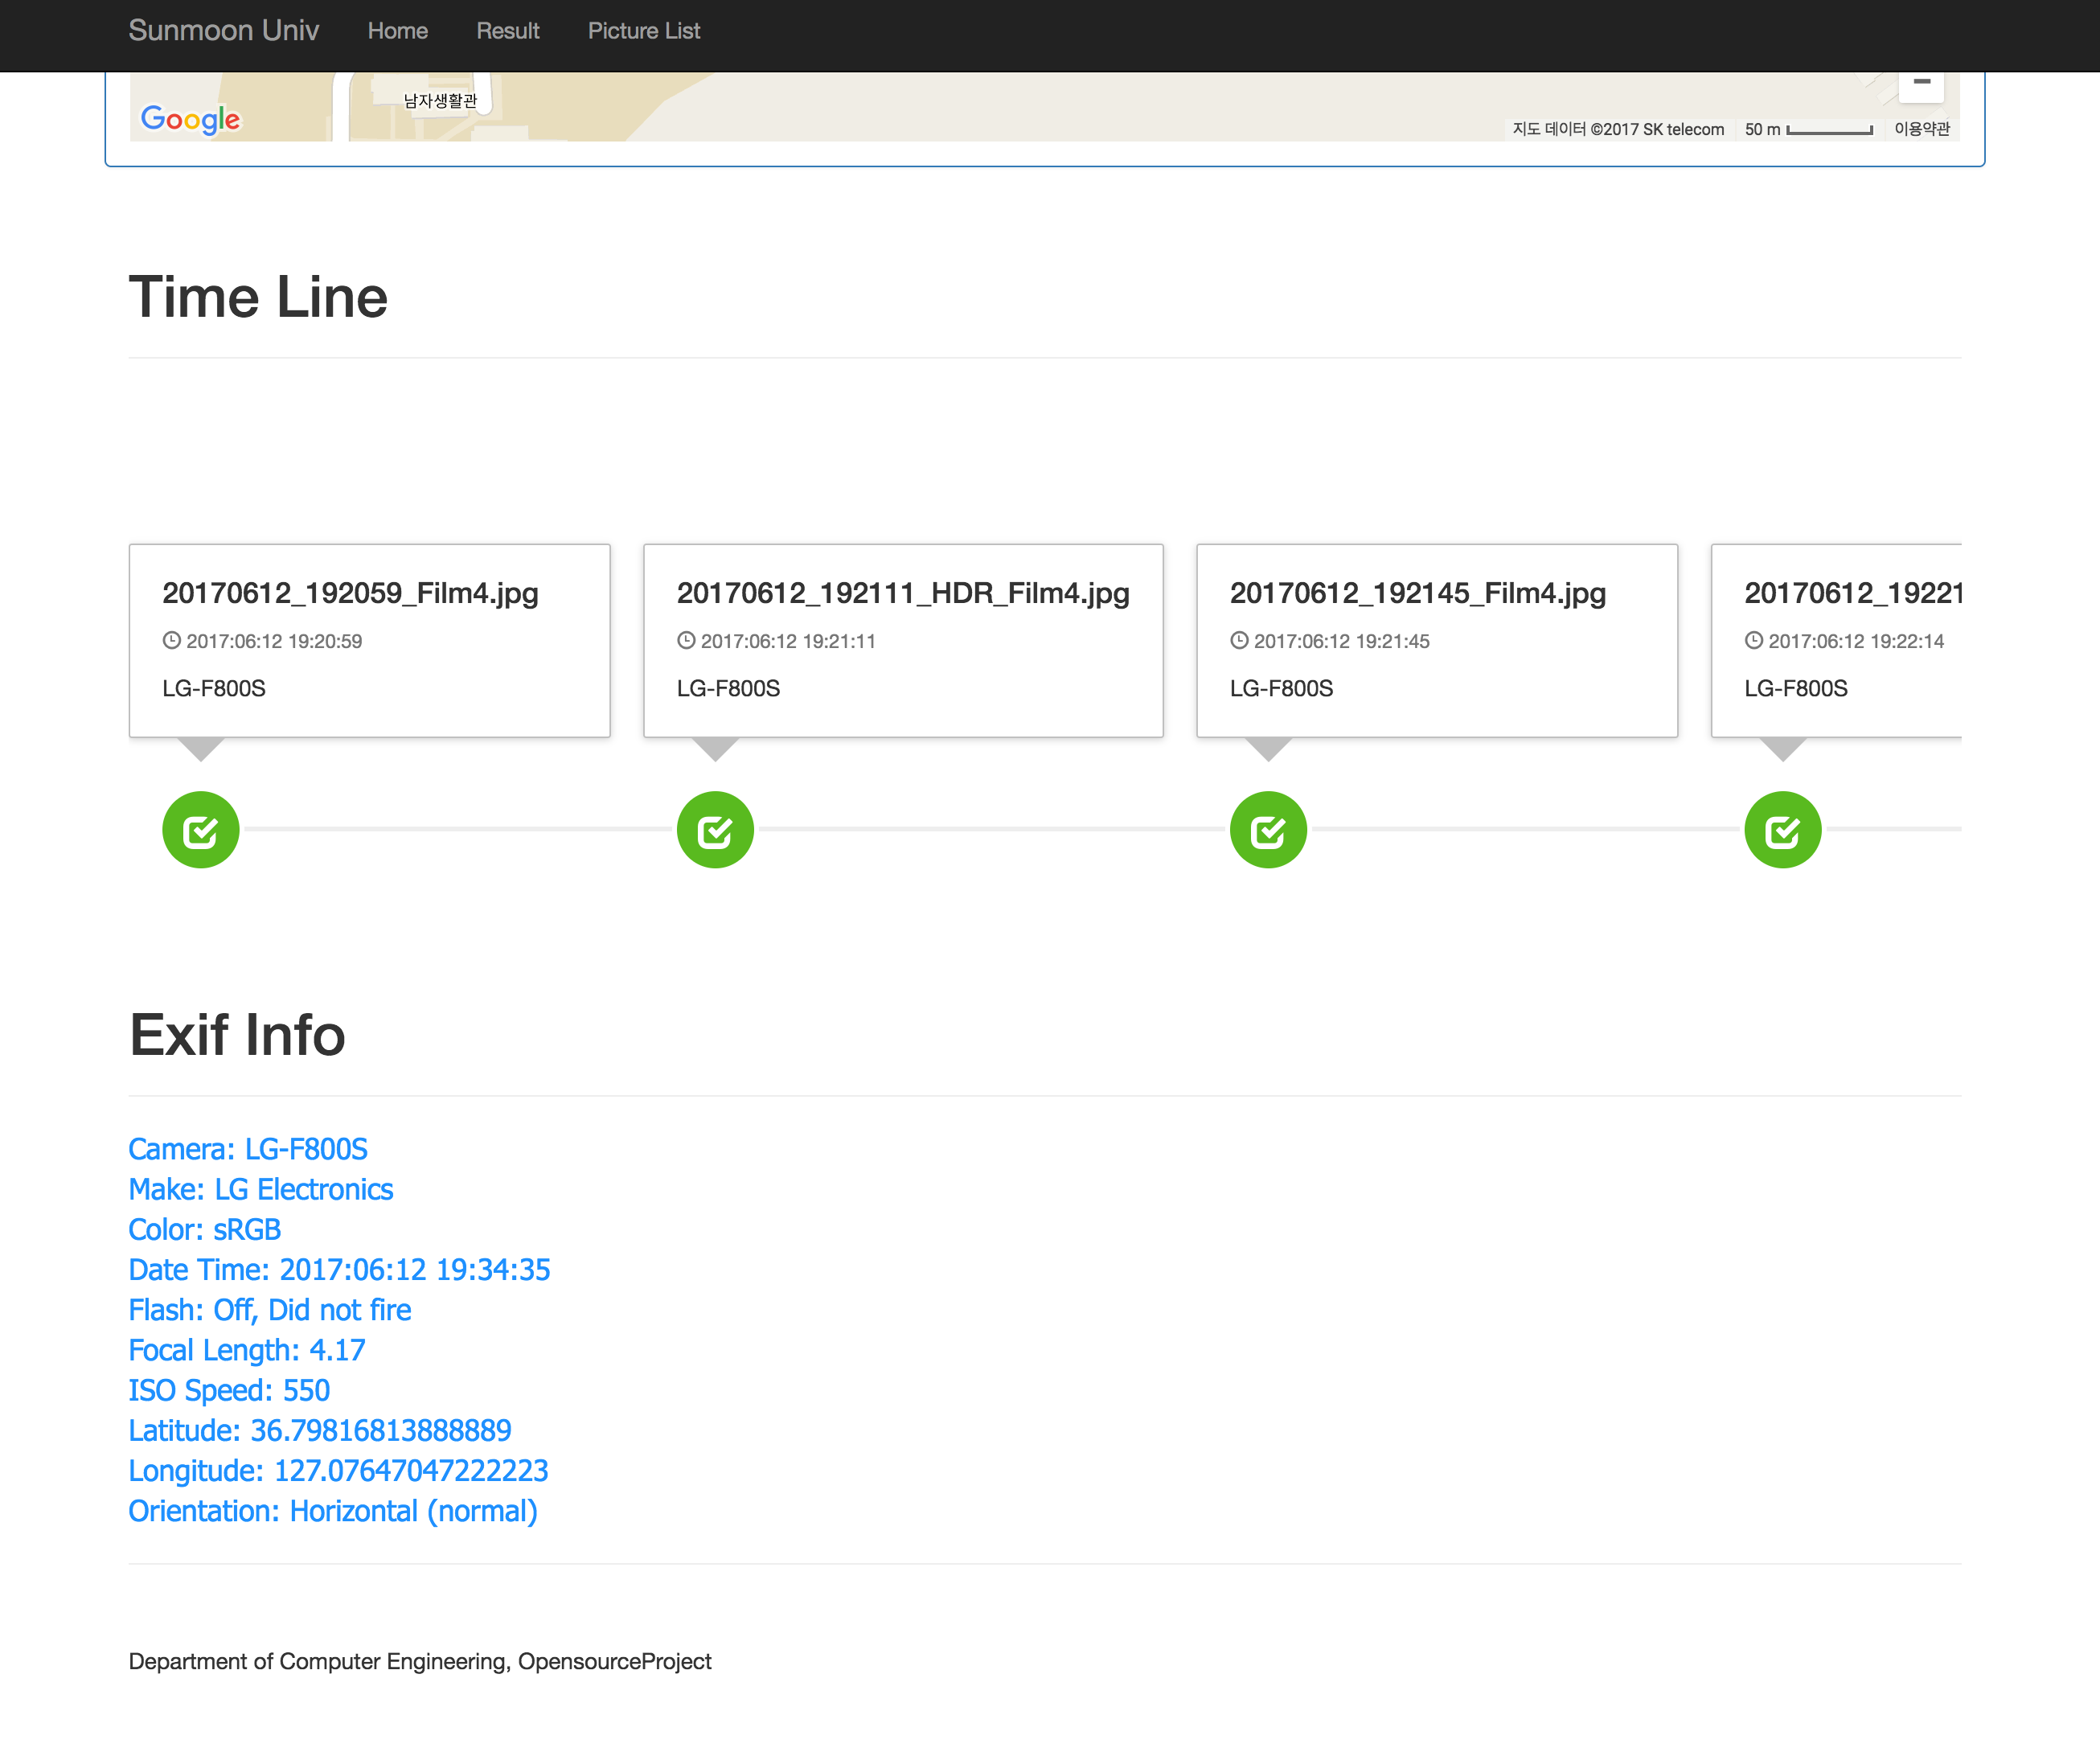 Sunmoon Univ Home Result Picture List
남자생활관
Google
지도 데이터 ©2017 SK telecom 50 m 이용약관
Time Line
20170612_192059_Film4.jpg
2017:06:12 19:20:59
LG-F800S
20170612_192111_HDR_Film4.jpg
2017:06:12 19:21:11
LG-F800S
20170612_192145_Film4.jpg
2017:06:12 19:21:45
LG-F800S
20170612_19221
2017:06:12 19:22:14
LG-F800S
Exif Info
Camera: LG-F800S
Make: LG Electronics
Color: sRGB
Date Time: 2017:06:12 19:34:35
Flash: Off, Did not fire
Focal Length: 4.17
ISO Speed: 550
Latitude: 36.79816813888889
Longitude: 127.07647047222223
Orientation: Horizontal (normal)
Department of Computer Engineering, OpensourceProject